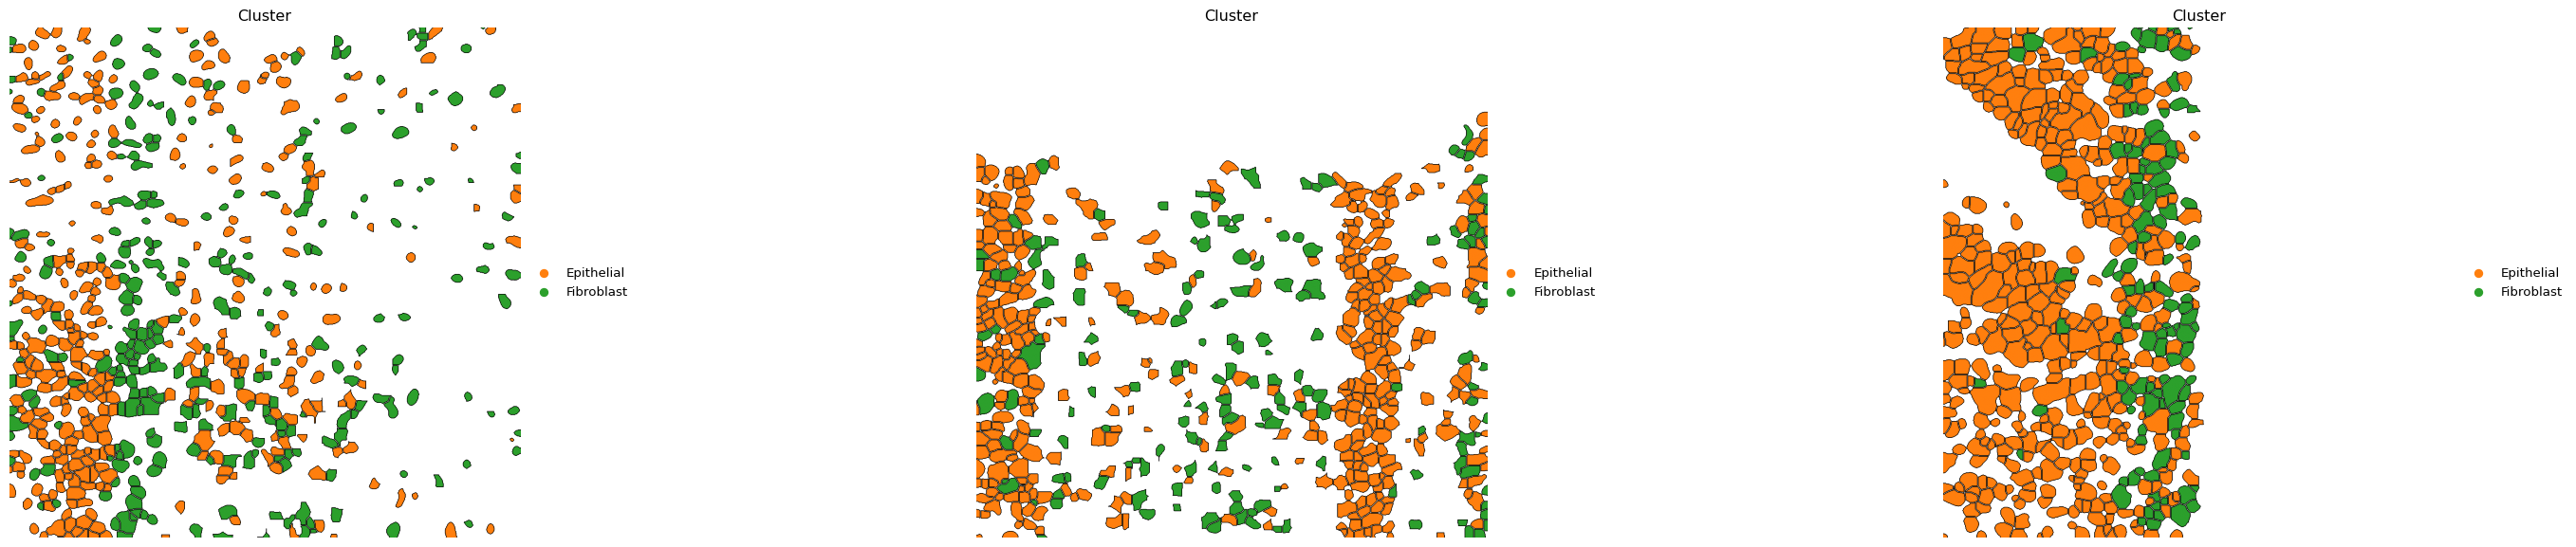 Cluster
Epithelial
Fibroblast
Cluster
Epithelial
Fibroblast
Cluster
Epithelial
Fibroblast